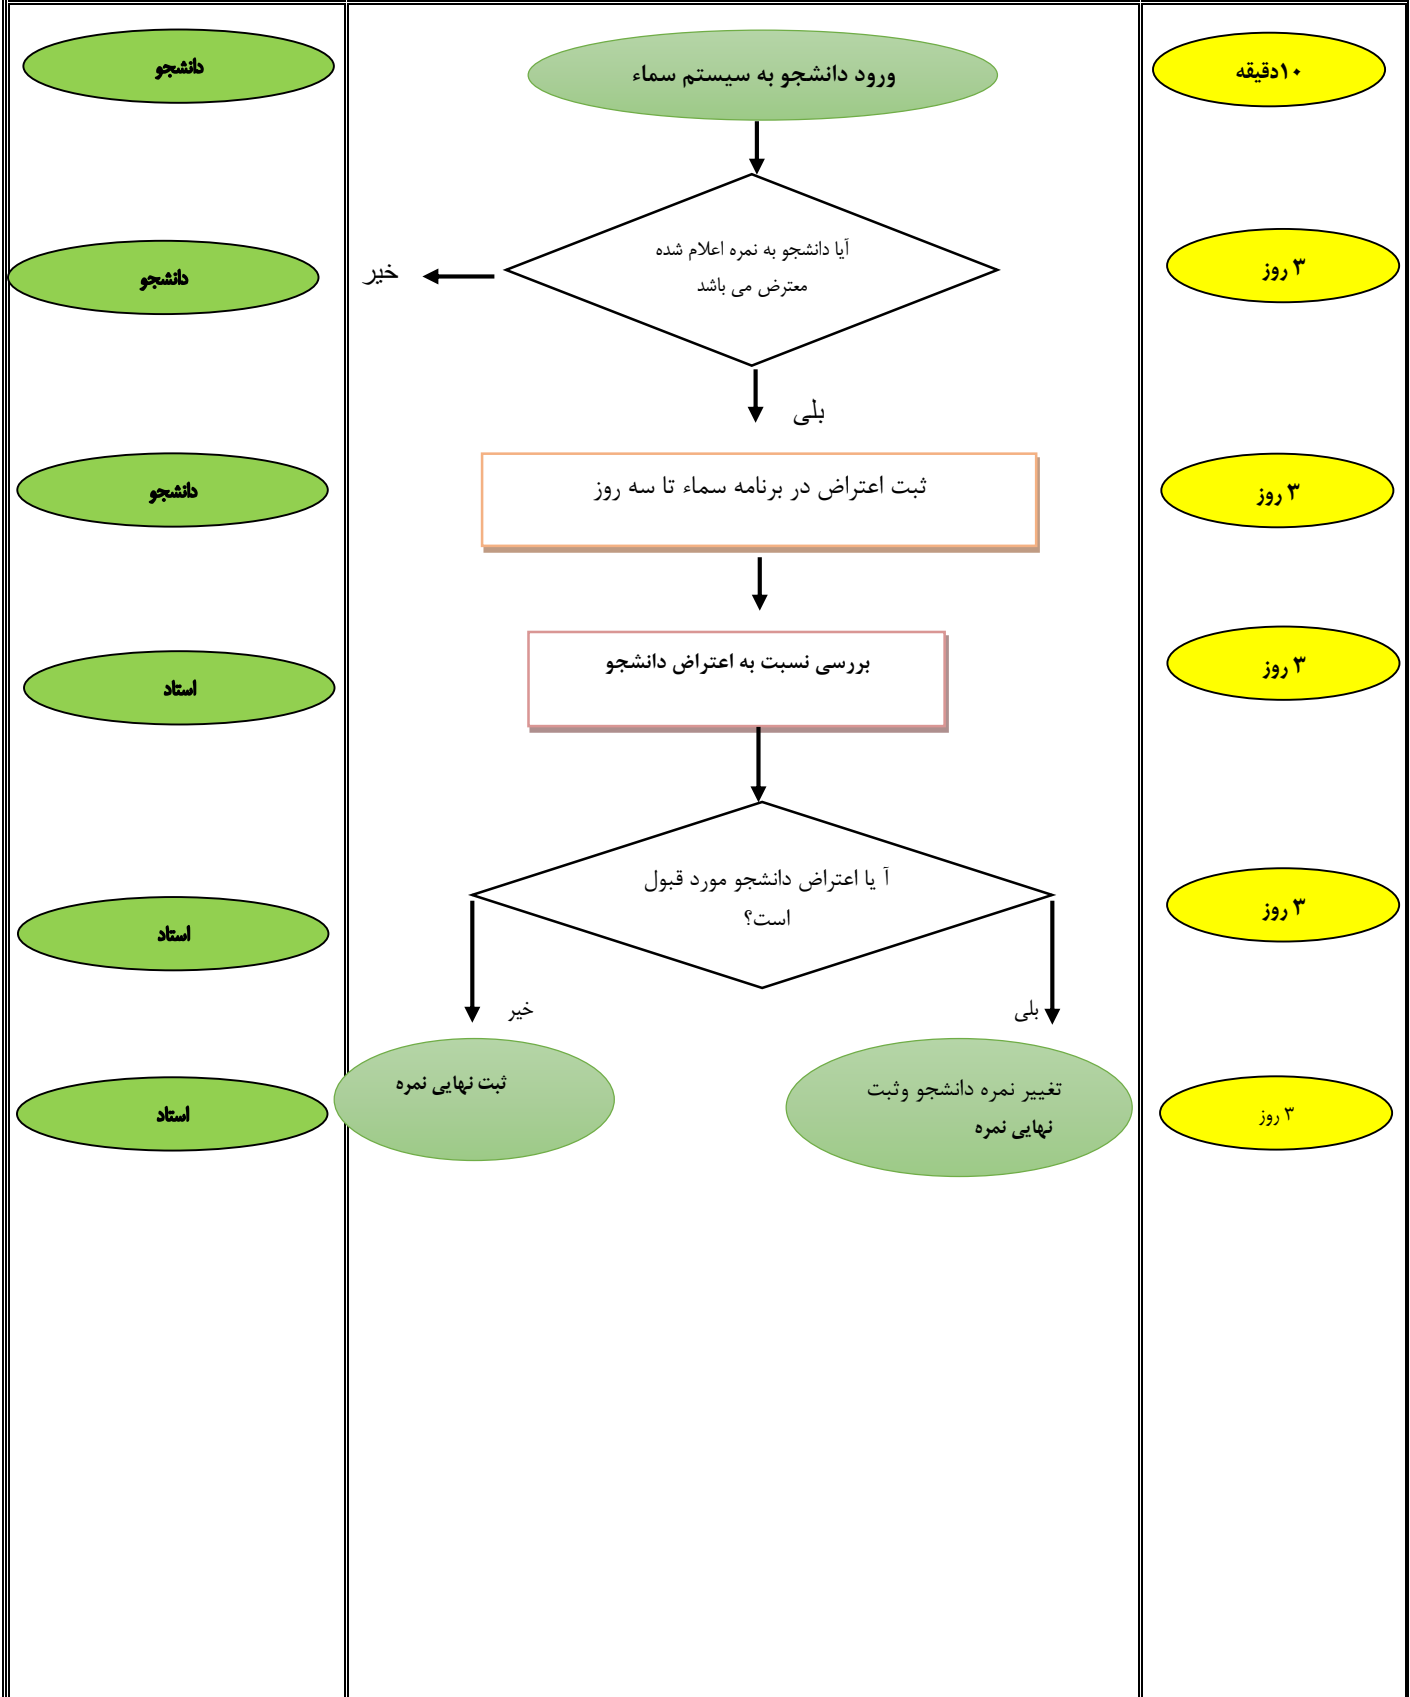 ۱۰دقیقه
ورود دانشجو به سیستم سماء
دانشجو
۳ روز
آیا دانشجو به نمره اعلام شده
معترض می باشد
خیر
دانشجو
بلی
۳ روز
ثبت اعتراض در برنامه سماء تا سه روز
دانشجو
۳ روز
بررسی نسبت به اعتراض دانشجو
استاد
۳ روز
آ یا اعتراض دانشجو مورد قبول
است؟
استاد
بلی
خیر
۳ روز
تغییر نمره دانشجو وثبت
نهایی نمره
ثبت نهایی نمره
استاد